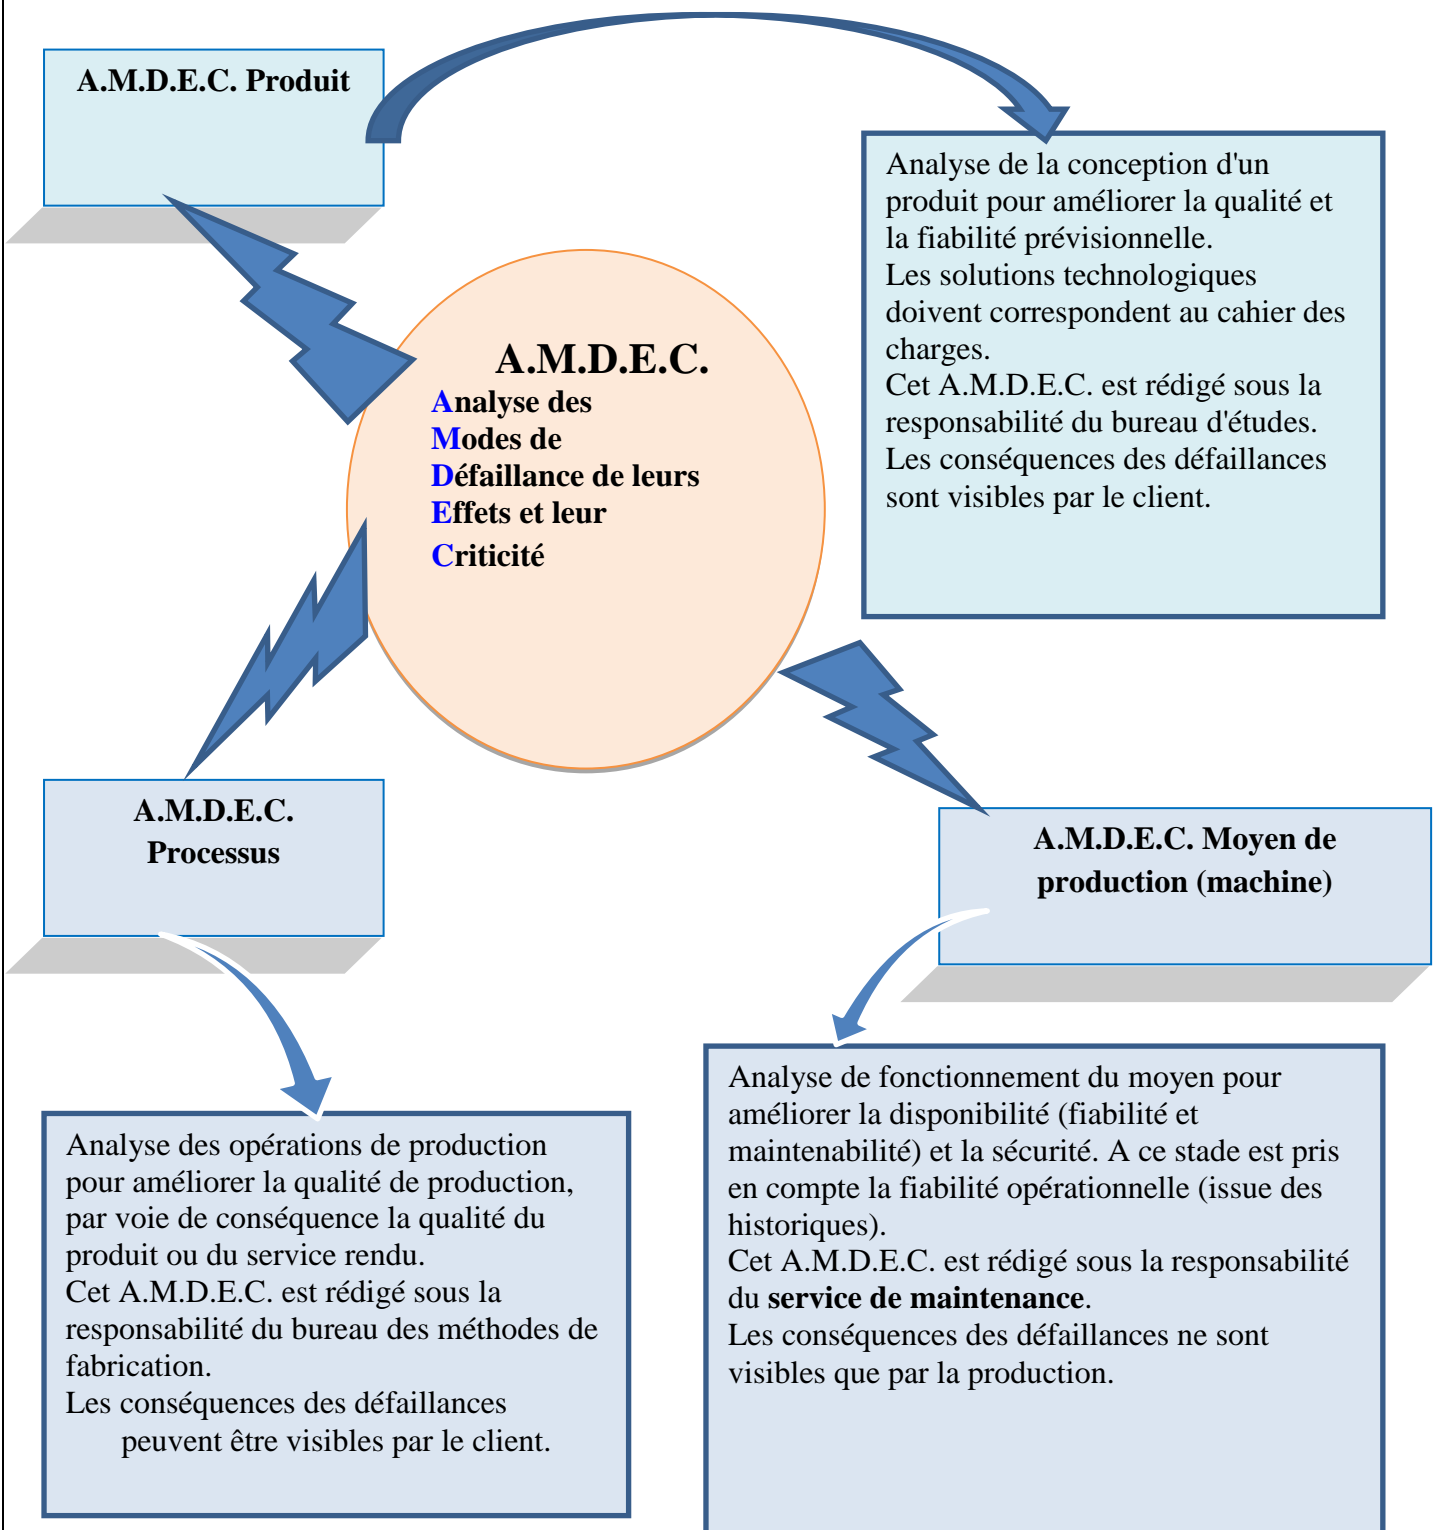 A.M.D.E.C. Produit
Analyse de la conception d'un
produit pour améliorer la qualité et
la fiabilité prévisionnelle.
Les solutions technologiques
doivent correspondent au cahier des
charges.
Cet A.M.D.E.C. est rédigé sous la
responsabilité du bureau d'études.
Les conséquences des défaillances
sont visibles par le client.
A.M.D.E.C.
Analyse des
Modes de
Défaillance de leurs
Effets et leur
Criticité
A.M.D.E.C.
Processus
A.M.D.E.C. Moyen de
production (machine)
Analyse des opérations de production
pour améliorer la qualité de production,
par voie de conséquence la qualité du
produit ou du service rendu.
Cet A.M.D.E.C. est rédigé sous la
responsabilité du bureau des méthodes de
fabrication.
Les conséquences des défaillances
peuvent être visibles par le client.
Analyse de fonctionnement du moyen pour
améliorer la disponibilité (fiabilité et
maintenabilité) et la sécurité. A ce stade est pris
en compte la fiabilité opérationnelle (issue des
historiques).
Cet A.M.D.E.C. est rédigé sous la responsabilité
du service de maintenance.
Les conséquences des défaillances ne sont
visibles que par la production.